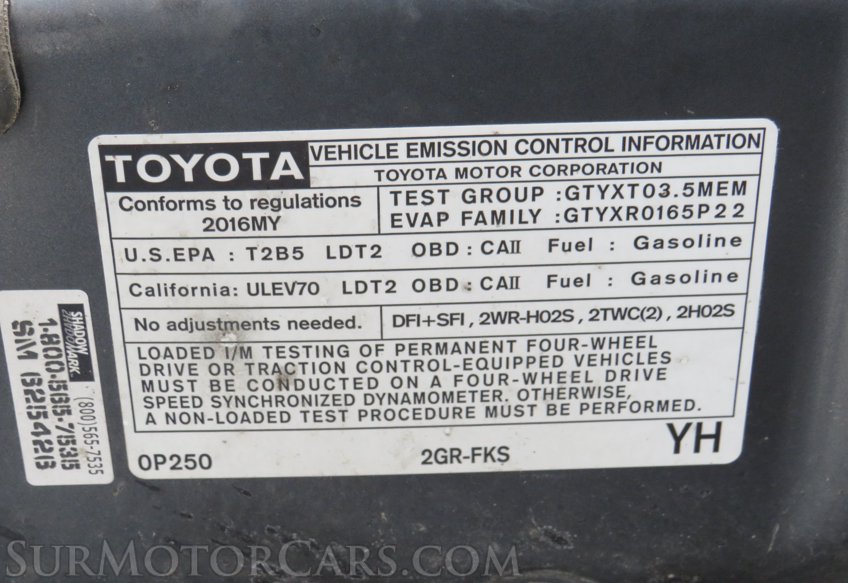 TOYOTA
VEHICLE EMISSION CONTROL INFORMATION
TOYOTA MOTOR CORPORATION
Conforms to regulations
2016MY
TEST GROUP :GTYXT03.5MEM
EVAP FAMILY :GTYXR0165P22
U.S.EPA : T2B5 LDT2 OBD : CAII Fuel : Gasoline
California: ULEV70 LDT2 OBD : CAII Fuel : Gasoline
No adjustments needed.
DFI+SFI , 2WR-HO2S , 2TWC(2) , 2HO2S
LOADED I/M TESTING OF PERMANENT FOUR-WHEEL
DRIVE OR TRACTION CONTROL-EQUIPPED VEHICLES
MUST BE CONDUCTED ON A FOUR-WHEEL DRIVE
SPEED SYNCHRONIZED DYNAMOMETER. OTHERWISE,
A NON-LOADED TEST PROCEDURE MUST BE PERFORMED.
0P250
2GR-FKS
YH
SHADOW
MARK.
(800)565-7535
1-800-565-7535
SurMotorCars.com